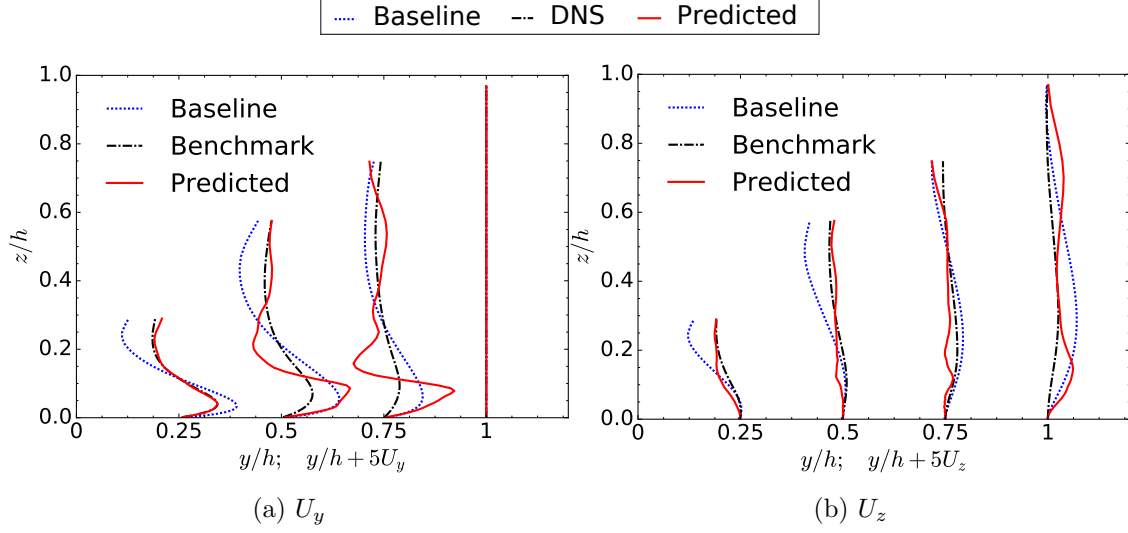 Baseline DNS Predicted
1.0
0.8
0.6
0.4
0.2
0.0
z/h
Baseline
Benchmark
Predicted
0 0.25 0.5 0.75 1
y/h; y/h + 5U_y
(a) U_y
1.0
0.8
0.6
0.4
0.2
0.0
z/h
Baseline
Benchmark
Predicted
0 0.25 0.5 0.75 1
y/h; y/h + 5U_z
(b) U_z